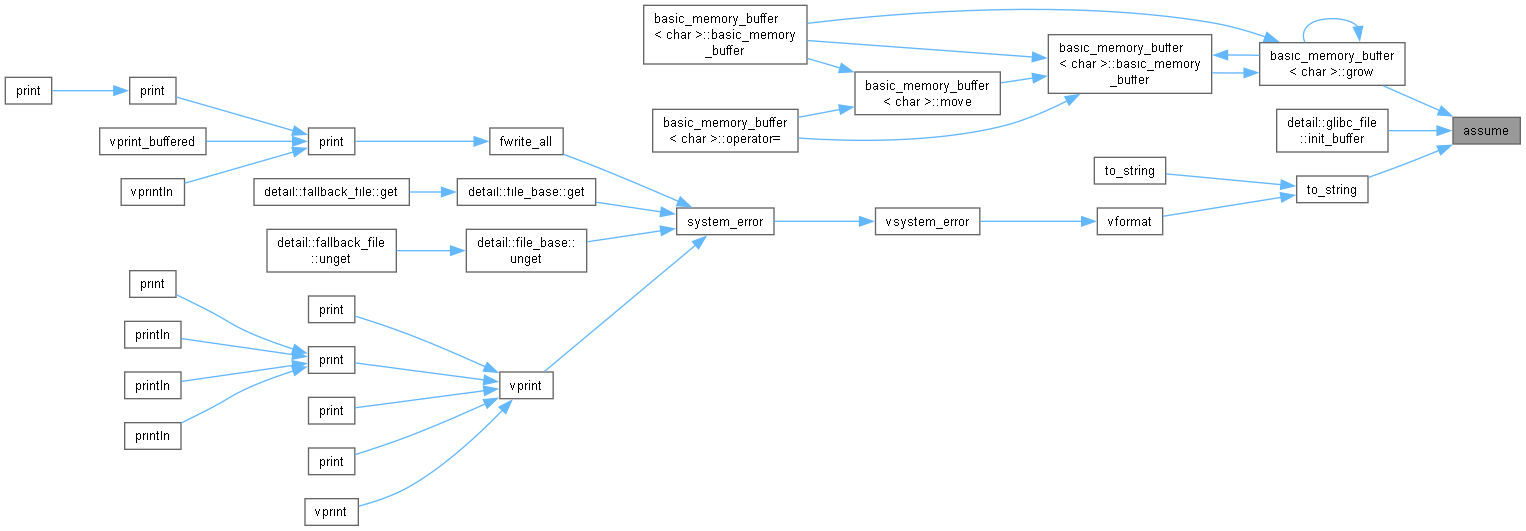 basic_memory_buffer
< char >::basic_memory
_buffer
basic_memory_buffer
< char >::basic_memory
_buffer
basic_memory_buffer
< char >::grow
print
print
basic_memory_buffer
< char >::move
basic_memory_buffer
< char >::operator=
detail::glibc_file
::init_buffer
assume
vprint_buffered
print
fwrite_all
to_string
vprintln
detail::fallback_file::get
detail::file_base::get
to_string
system_error
vsystem_error
vformat
detail::fallback_file
::unget
detail::file_base::
unget
print
print
println
print
println
vprint
print
println
print
vprint